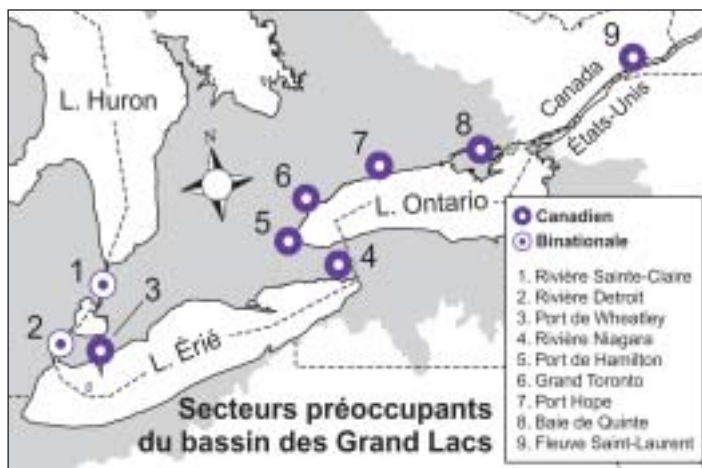 9
L. Huron
Canada
États-Unis
N
8
7
6
5
L. Ontario
4
1
3
2
L. Érié
Secteurs préoccupants
du bassin des Grand Lacs
Canadien
Binationale
1. Rivière Sainte-Claire
2. Rivière Detroit
3. Port de Wheatley
4. Rivière Niagara
5. Port de Hamilton
6. Grand Toronto
7. Port Hope
8. Baie de Quinte
9. Fleuve Saint-Laurent